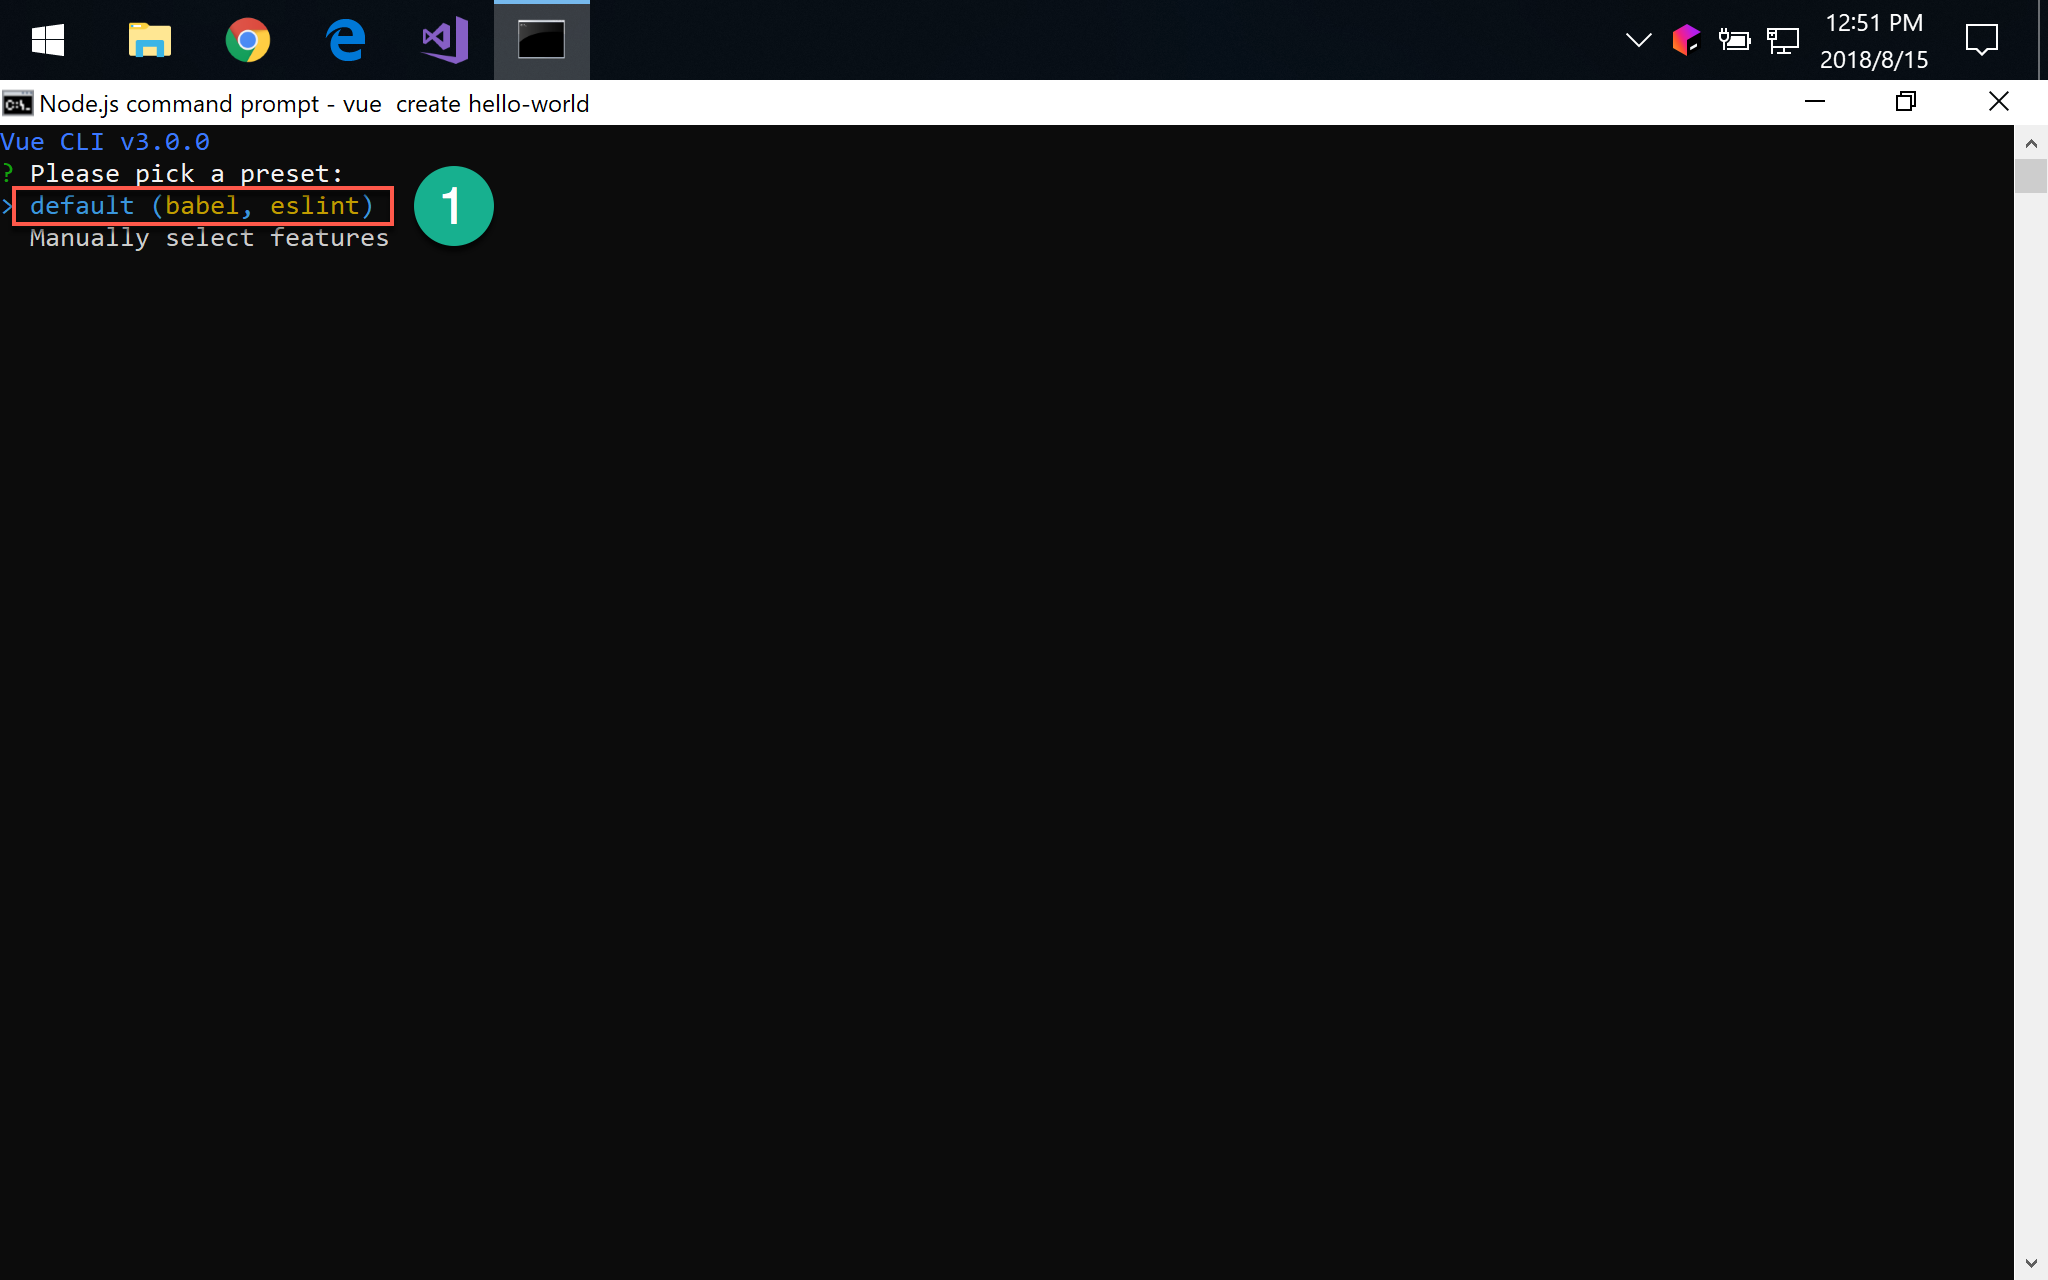 12:51 PM
2018/8/15
Node.js command prompt - vue  create hello-world
Vue CLI v3.0.0
? Please pick a preset:
> default (babel, eslint)
1
Manually select features